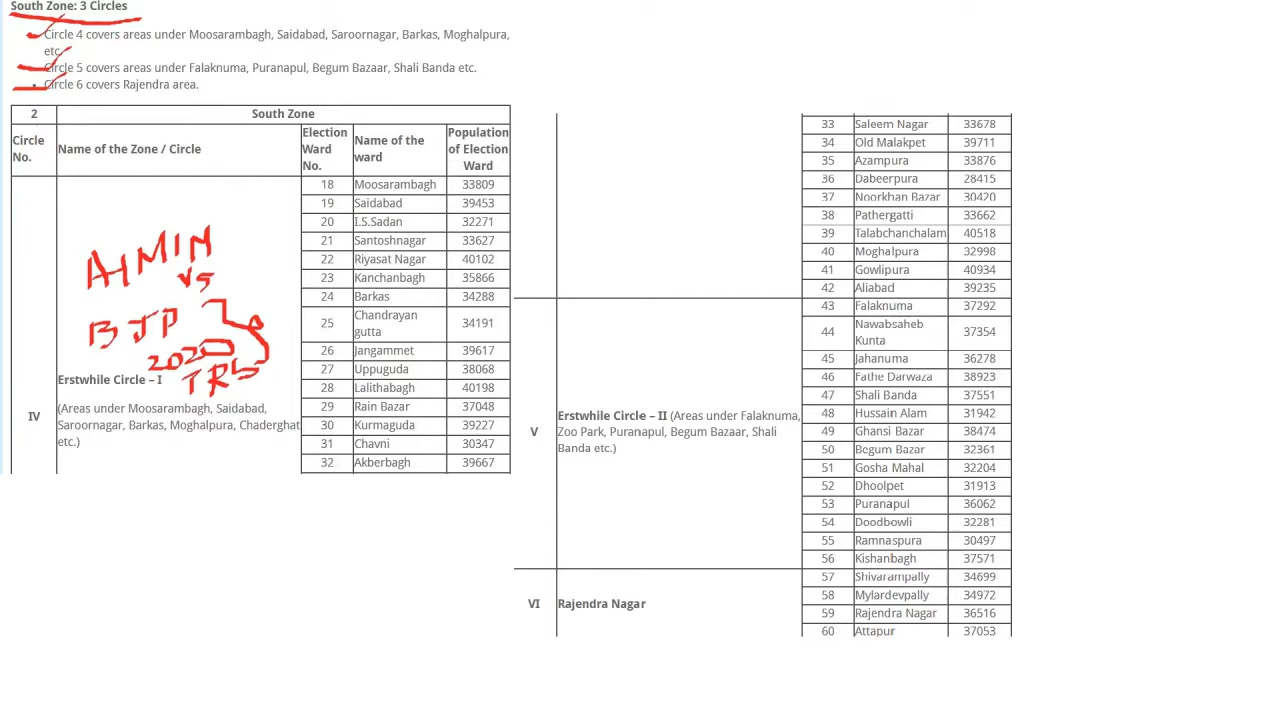 South Zone: 3 Circles
Circle 4 covers areas under Moosarambagh, Saidabad, Saroornagar, Barkas, Moghalpura,
etc.
Circle 5 covers areas under Falaknuma, Puranapul, Begum Bazaar, Shali Banda etc.
Circle 6 covers Rajendra area.
2 South Zone
Circle No. Name of the Zone / Circle Election Ward No. Name of the ward Population of Election Ward
18 Moosarambagh 33809
19 Saidabad 39453
20 I.S.Sadan 32271
21 Santoshnagar 33627
22 Riyasat Nagar 40102
23 Kanchanbagh 35866
24 Barkas 34288
25 Chandrayan gutta 34191
26 Jangammet 39617
27 Uppuguda 38068
28 Lalithabagh 40198
29 Rain Bazar 37048
30 Kurmaguda 39227
31 Chavni 30347
32 Akberbagh 39667
AIMIM
VS
BJP
2020
TRS
IV
Erstwhile Circle – I
(Areas under Moosarambagh, Saidabad,
Saroornagar, Barkas, Moghalpura, Chaderghat
etc.)
33 Saleem Nagar 33678
34 Old Malakpet 39711
35 Azampura 33876
36 Dabeerpura 28415
37 Noorkhan Bazar 30420
38 Pathergatti 33662
39 Talabchanchalam 40518
40 Moghalpura 32998
41 Gowlipura 40934
42 Aliabad 39235
43 Falaknuma 37292
44 Nawabsaheb Kunta 37354
45 Jahanuma 36278
46 Fathe Darwaza 38923
47 Shali Banda 37551
48 Hussain Alam 31942
49 Ghansi Bazar 38474
50 Begum Bazar 32361
51 Gosha Mahal 32204
52 Dhoolpet 31913
53 Puranapul 36062
54 Doodbowli 32281
55 Ramnaspura 30497
56 Kishanbagh 37571
V
Erstwhile Circle – II (Areas under Falaknuma,
Zoo Park, Puranapul, Begum Bazaar, Shali
Banda etc.)
57 Shivarampally 34699
58 Mylardevpally 34972
59 Rajendra Nagar 36516
60 Attapur 37053
VI Rajendra Nagar